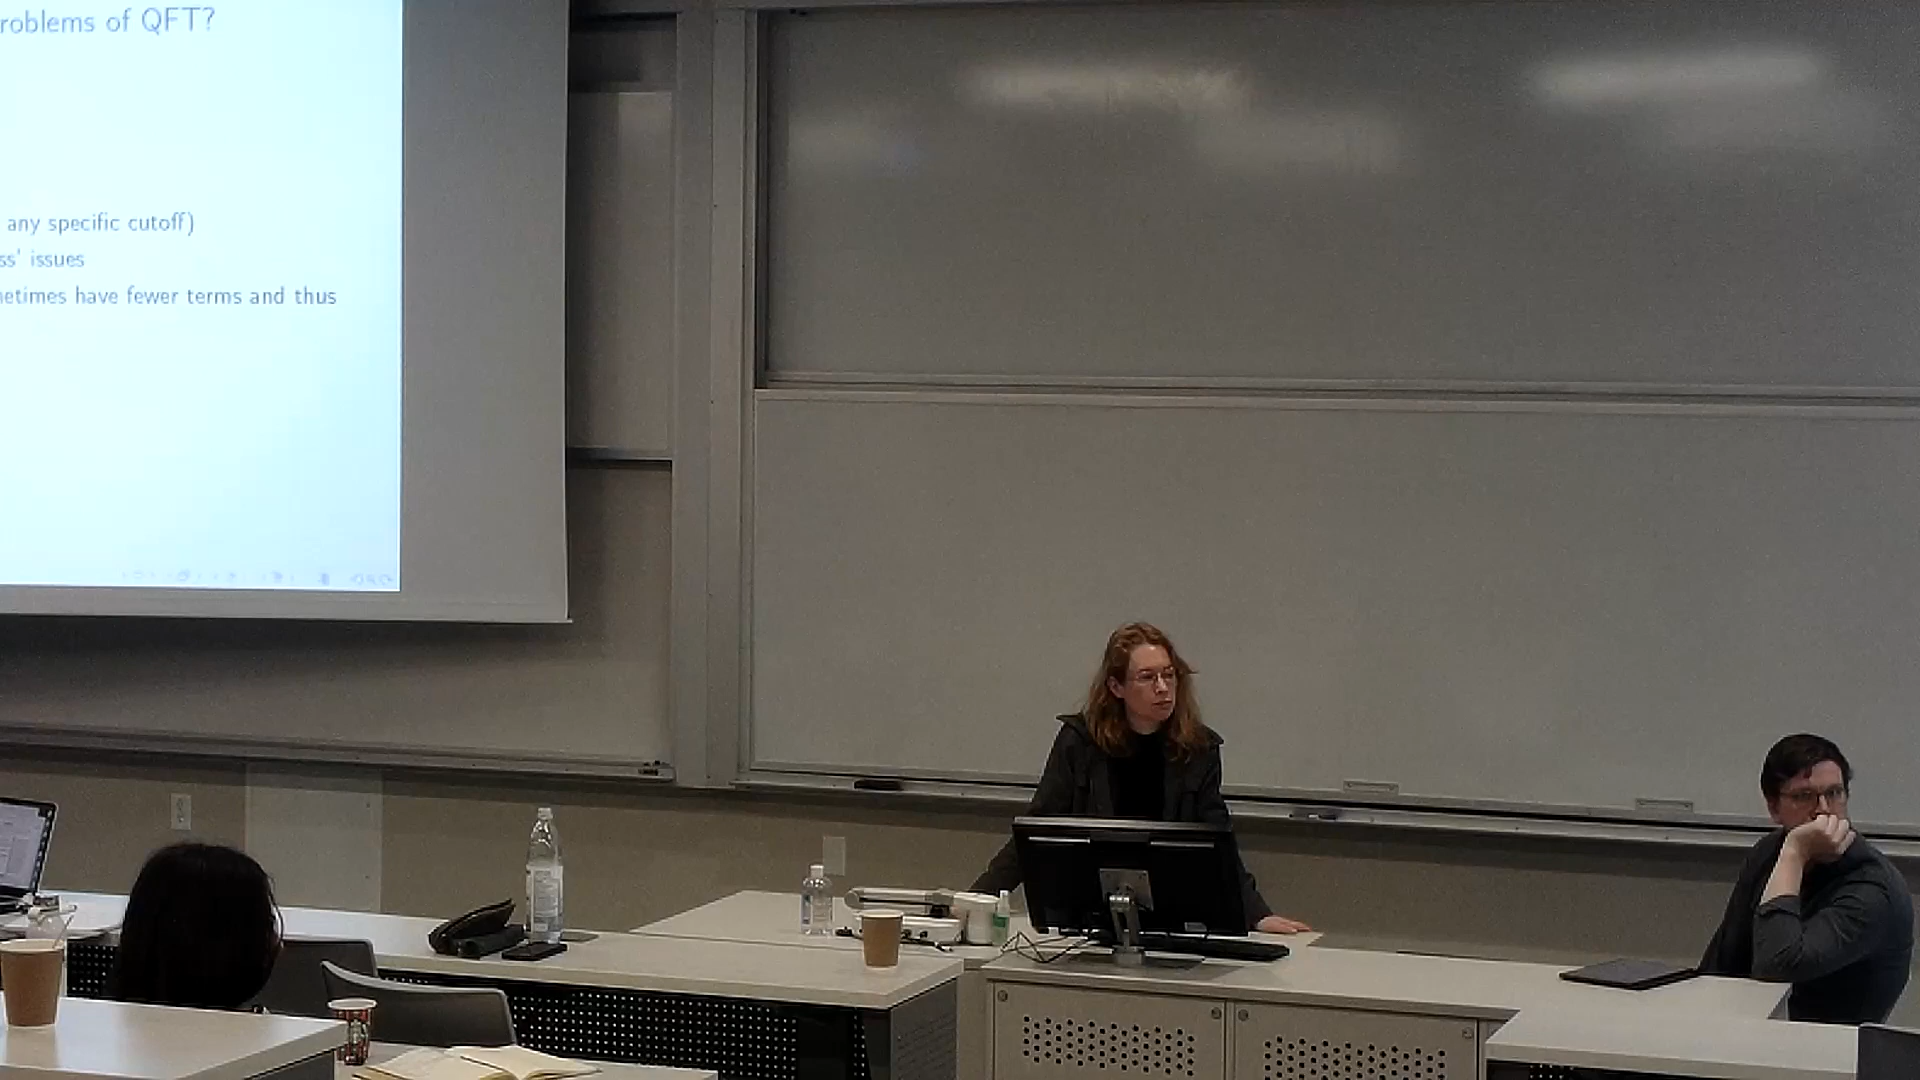 roblems of QFT?
any specific cutoff)
ss' issues
netimes have fewer terms and thus